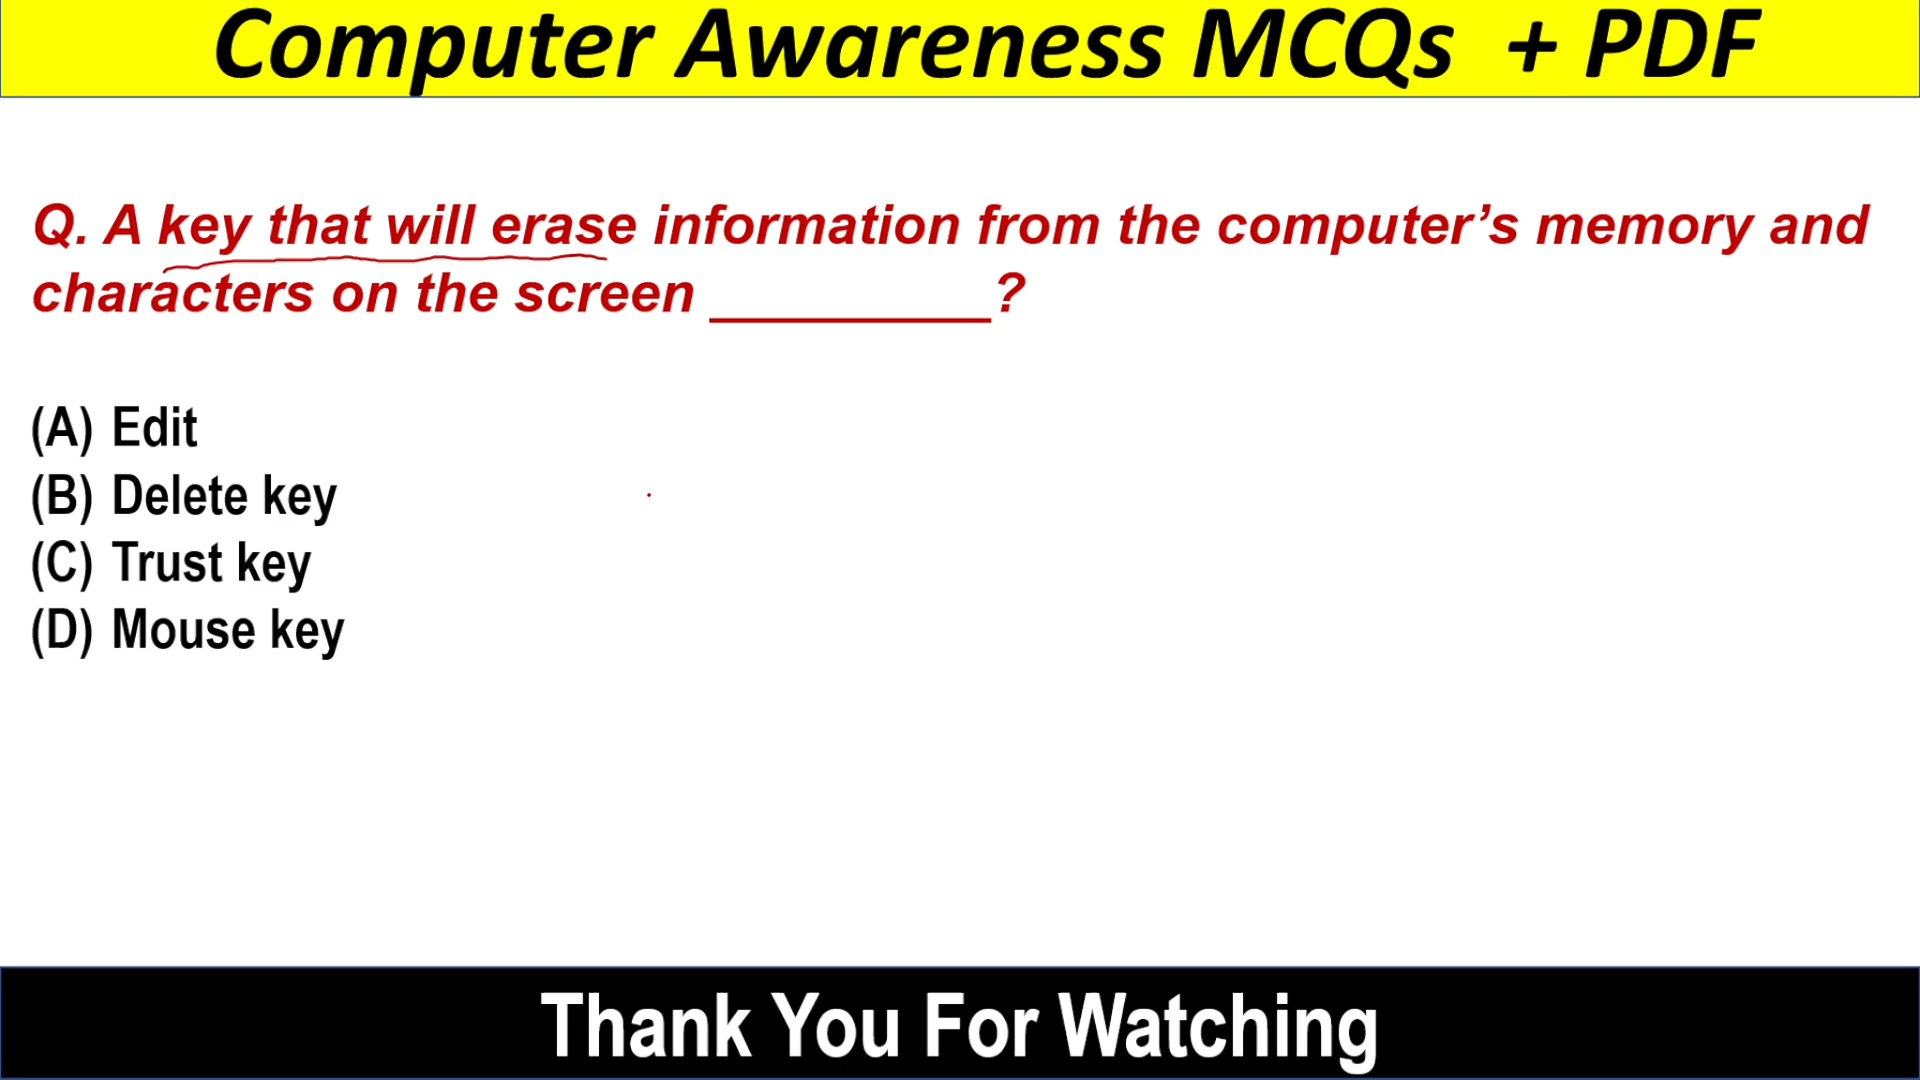 Computer Awareness MCQs + PDF
Q. A key that will erase information from the computer’s memory and
characters on the screen __________?
(A) Edit
(B) Delete key
(C) Trust key
(D) Mouse key
Thank You For Watching